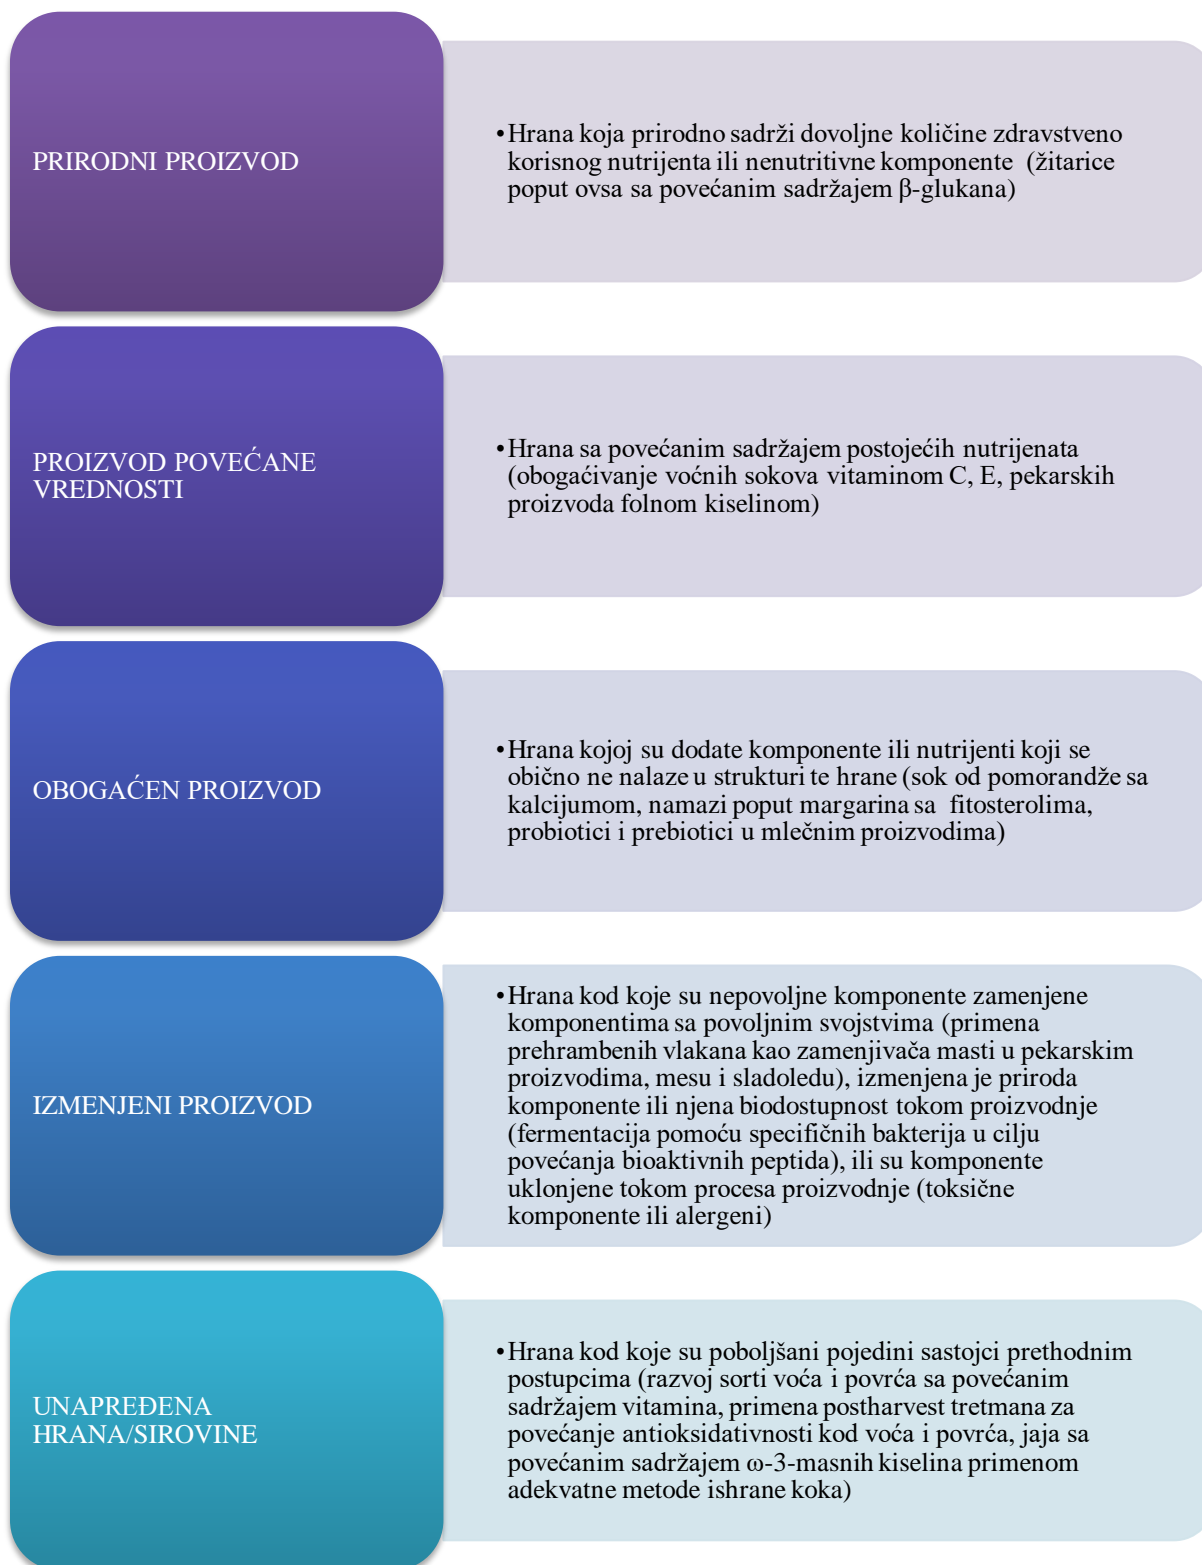 PRIRODNI PROIZVOD
•Hrana koja prirodno sadrži dovoljne količine zdravstveno
korisnog nutrijenta ili nenutritivne komponente (žitarice
poput ovsa sa povećanim sadržajem β-glukana)
PROIZVOD POVEĆANE
VREDNOSTI
•Hrana sa povećanim sadržajem postojećih nutrijenata
(obogaćivanje voćnih sokova vitaminom C, E, pekarskih
proizvoda folnom kiselinom)
OBOGAĆEN PROIZVOD
•Hrana kojoj su dodate komponente ili nutrijenti koji se
obično ne nalaze u strukturi te hrane (sok od pomorandže sa
kalcijumom, namazi poput margarina sa fitosterolima,
probiotici i prebiotici u mlečnim proizvodima)
IZMENJENI PROIZVOD
•Hrana kod koje su nepovoljne komponente zamenjene
komponentima sa povoljnim svojstvima (primena
prehrambenih vlakana kao zamenjivača masti u pekarskim
proizvodima, mesu i sladoledu), izmenjena je priroda
komponente ili njena biodostupnost tokom proizvodnje
(fermentacija pomoću specifičnih bakterija u cilju
povećanja bioaktivnih peptida), ili su komponente
uklonjene tokom procesa proizvodnje (toksične
komponente ili alergeni)
UNAPREĐENA
HRANA/SIROVINE
•Hrana kod koje su poboljšani pojedini sastojci prethodnim
postupcima (razvoj sorti voća i povrća sa povećanim
sadržajem vitamina, primena postharvest tretmana za
povećanje antioksidativnosti kod voća i povrća, jaja sa
povećanim sadržajem ω-3-masnih kiselina primenom
adekvatne metode ishrane koka)